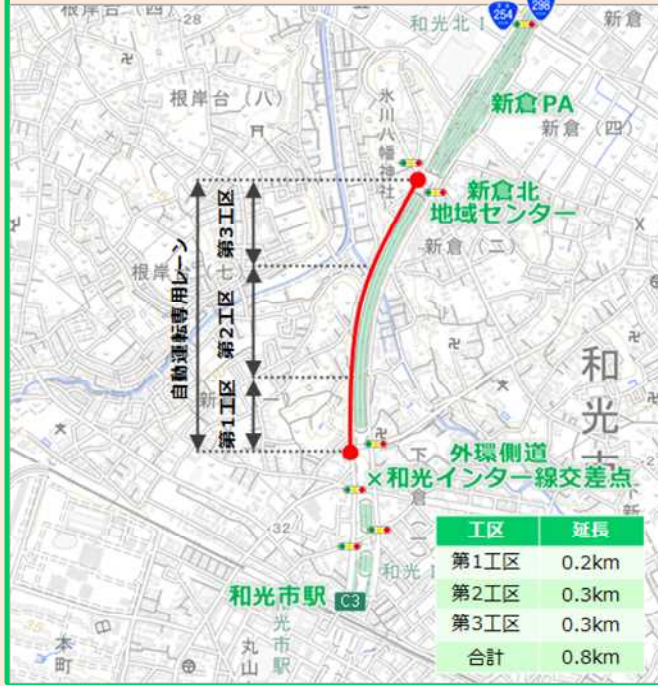 根岸台（四）
28
和光北I
254
298
新倉
新倉PA
根岸台（八）
氷川八幡神社
新倉（四）
新倉北
地域センター
新倉（二）
自動運転専用レーン
第3工区
第2工区
第1工区
根岸
七）
和光
外環側道
×和光インター線交差点
32
和光I
和光市駅
C3
光市駅
本町
丸山
工区 延長
第1工区 0.2km
第2工区 0.3km
第3工区 0.3km
合計 0.8km